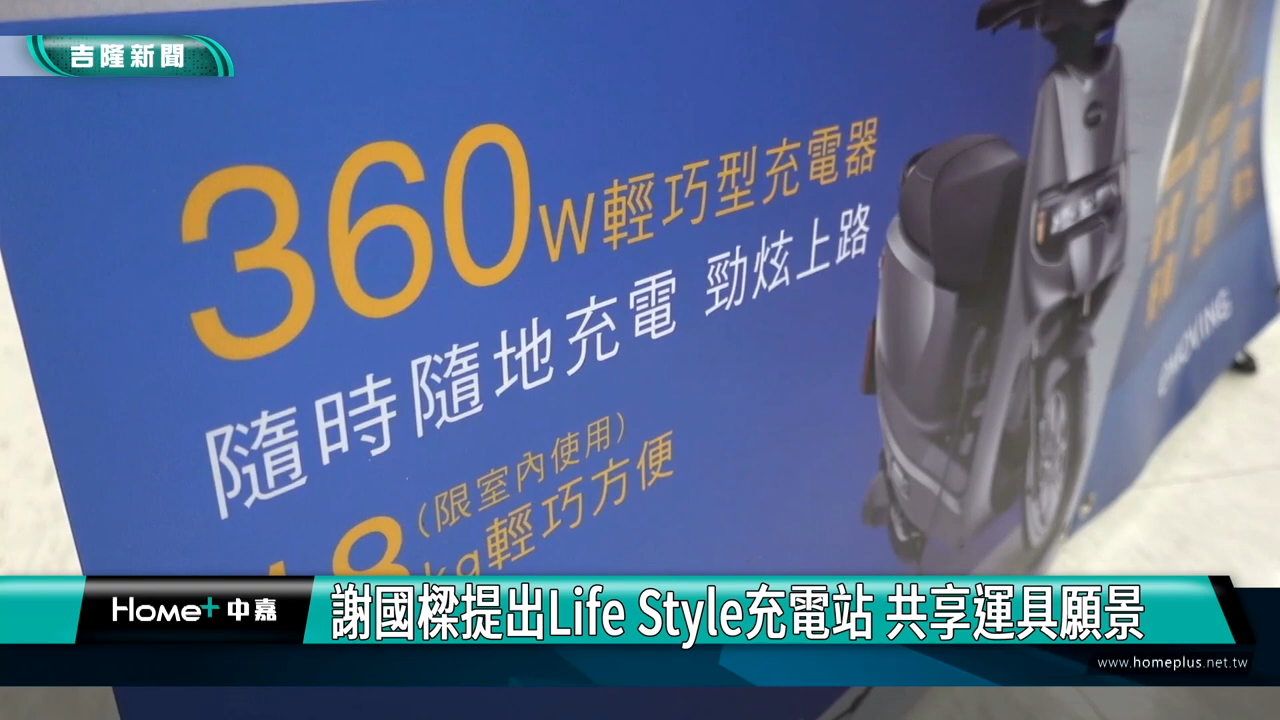 吉隆新聞
360W輕巧型充電器
隨時隨地充電 勁炫上路
(限室內使用)
kg輕巧方便
Home+中嘉
謝國樑提出Life Style充電站 共享運具願景
www.homeplus.net.tw